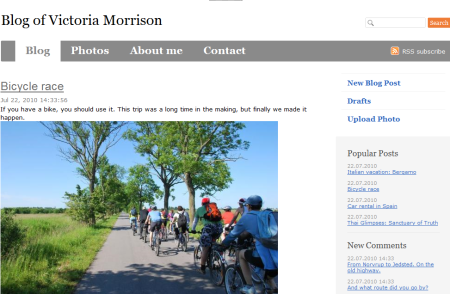 Blog of Victoria Morrison
Search
Blog Photos About me Contact
RSS subscribe
Bicycle race
Jul 22, 2010 14:33:56
If you have a bike, you should use it. This trip was a long time in the making, but finally we made it
happen.
New Blog Post
Drafts
Upload Photo
Popular Posts
22.07.2010
Italian vacation: Bergamo
22.07.2010
Bicycle race
22.07.2010
Car rental in Spain
22.07.2010
Thai Glimpses: Sanctuary of Truth
New Comments
22.07.2010 14:33
From Norvrup to Jedsted. On
the old highway.
22.07.2010 14:33
And what route did you go by?